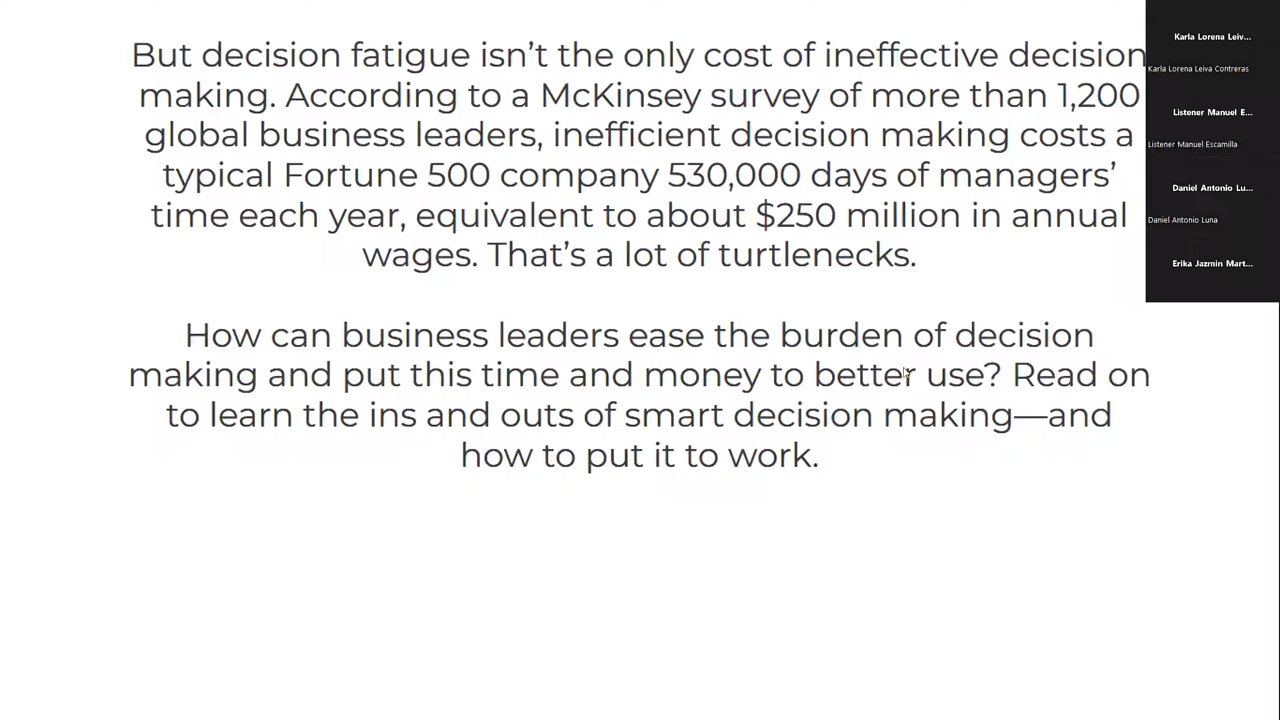 But decision fatigue isn’t the only cost of ineffective decision
making. According to a McKinsey survey of more than 1,200
global business leaders, inefficient decision making costs a
typical Fortune 500 company 530,000 days of managers’
time each year, equivalent to about $250 million in annual
wages. That’s a lot of turtlenecks.
How can business leaders ease the burden of decision
making and put this time and money to better use? Read on
to learn the ins and outs of smart decision making—and
how to put it to work.
Karla Lorena Leiv...
Karla Lorena Leiva Contreras
Listener Manuel E...
Listener Manuel Escamilla
Daniel Antonio Lu...
Daniel Antonio Luna
Erika Jazmin Mart...